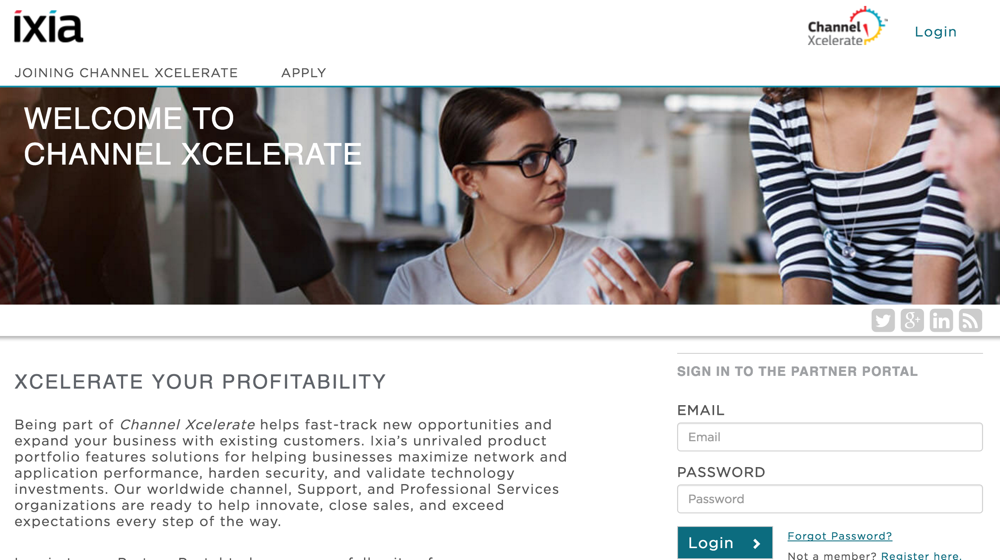 ixia
Channel
Xcelerate
Login
JOINING CHANNEL XCELERATE
APPLY
WELCOME TO
CHANNEL XCELERATE
XCELERATE YOUR PROFITABILITY
Being part of Channel Xcelerate helps fast-track new opportunities and
expand your business with existing customers. Ixia’s unrivaled product
portfolio features solutions for helping businesses maximize network and
application performance, harden security, and validate technology
investments. Our worldwide channel, Support, and Professional Services
organizations are ready to help innovate, close sales, and exceed
expectations every step of the way.
SIGN IN TO THE PARTNER PORTAL
EMAIL
Email
PASSWORD
Password
Login
Forgot Password?
Not a member? Register here.